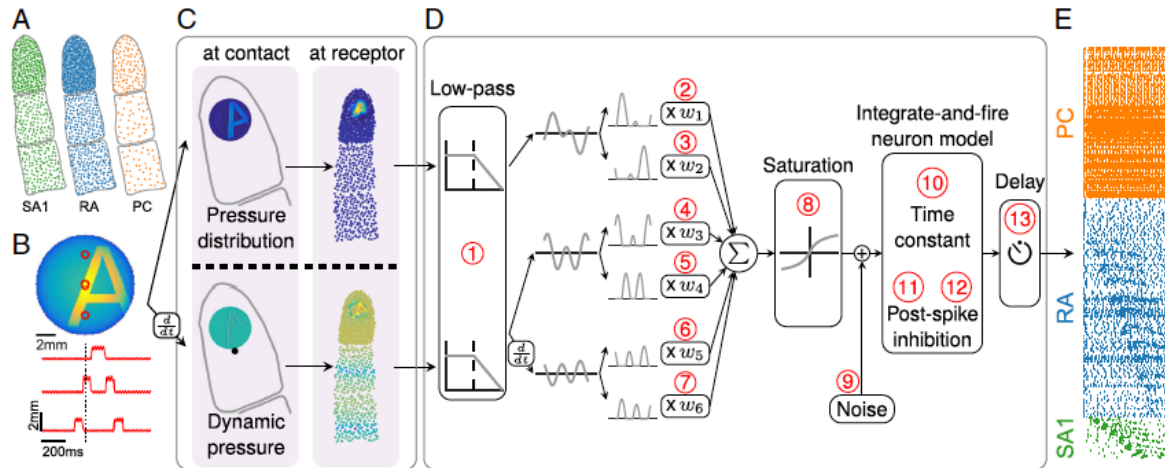 A
SA1 RA PC
B
2mm
2mm
200ms
C
at contact at receptor
Pressure
distribution
d/dt
Dynamic
pressure
D
Low-pass
①
d/dt
② x w₁
③ x w₂
④ x w₃
⑤ x w₄
⑥ x w₅
⑦ x w₆
Σ
Saturation
⑧
+
⑨
Noise
Integrate-and-fire
neuron model
⑩
Time
constant
⑪ ⑫
Post-spike
inhibition
Delay
⑬
E
PC
RA
SA1